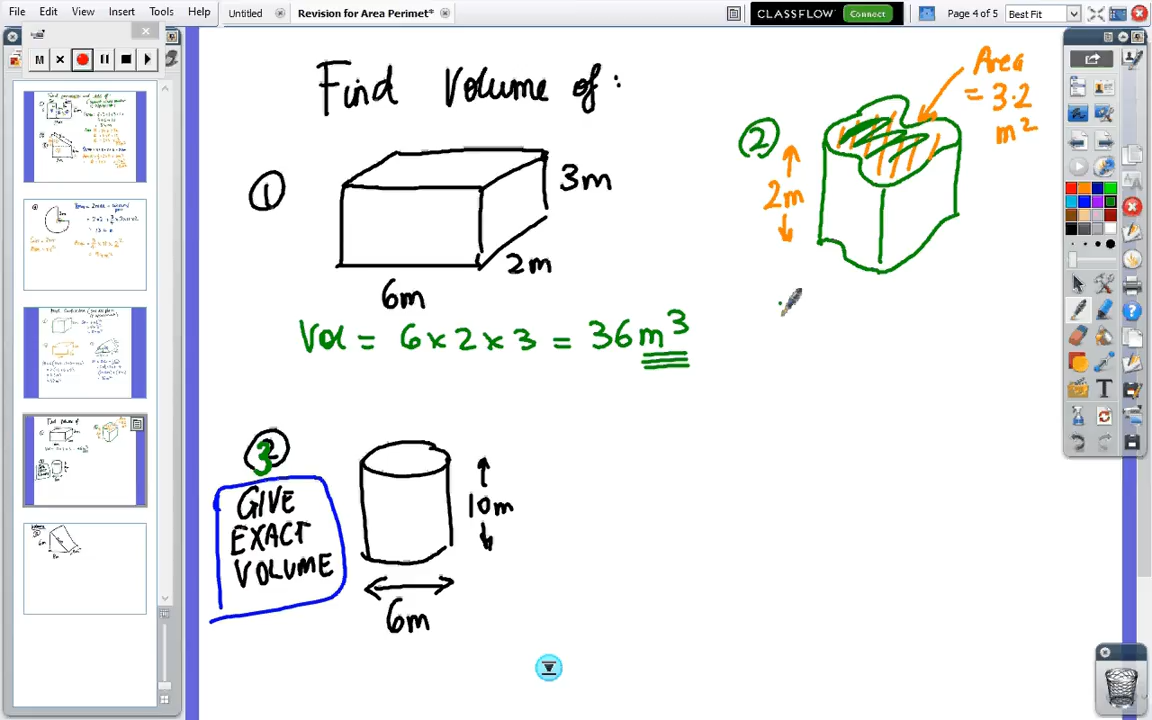 File Edit View Insert Tools Help
Untitled
Revision for Area Perimet*
CLASSFLOW Connect
Page 4 of 5
Best Fit
M
Find Volume of:
①
3m
2m
6m
Vol = 6 x 2 x 3 = 36m³
②
Area
= 3.2
m²
2m
3
GIVE
EXACT
VOLUME
10m
6m